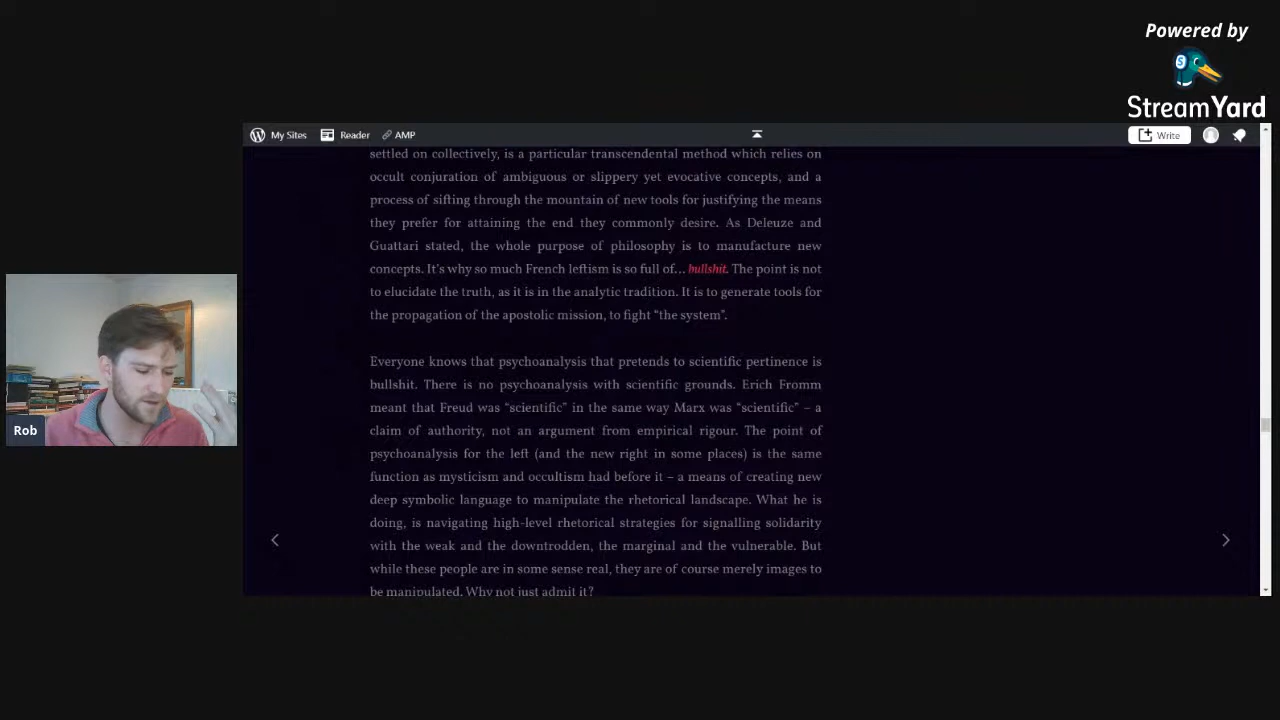 Powered by
StreamYard
My Sites
Reader
AMP
Write
settled on collectively, is a particular transcendental method which relies on
occult conjuration of ambiguous or slippery yet evocative concepts, and a
process of sifting through the mountain of new tools for justifying the means
they prefer for attaining the end they commonly desire. As Deleuze and
Guattari stated, the whole purpose of philosophy is to manufacture new
concepts. It's why so much French leftism is so full of… bullshit. The point is not
to elucidate the truth, as it is in the analytic tradition. It is to generate tools for
the propagation of the apostolic mission, to fight “the system”.
Everyone knows that psychoanalysis that pretends to scientific pertinence is
bullshit. There is no psychoanalysis with scientific grounds. Erich Fromm
meant that Freud was “scientific” in the same way Marx was “scientific” – a
claim of authority, not an argument from empirical rigour. The point of
psychoanalysis for the left (and the new right in some places) is the same
function as mysticism and occultism had before it – a means of creating new
deep symbolic language to manipulate the rhetorical landscape. What he is
doing, is navigating high-level rhetorical strategies for signalling solidarity
with the weak and the downtrodden, the marginal and the vulnerable. But
while these people are in some sense real, they are of course merely images to
be manipulated. Why not just admit it?
Rob